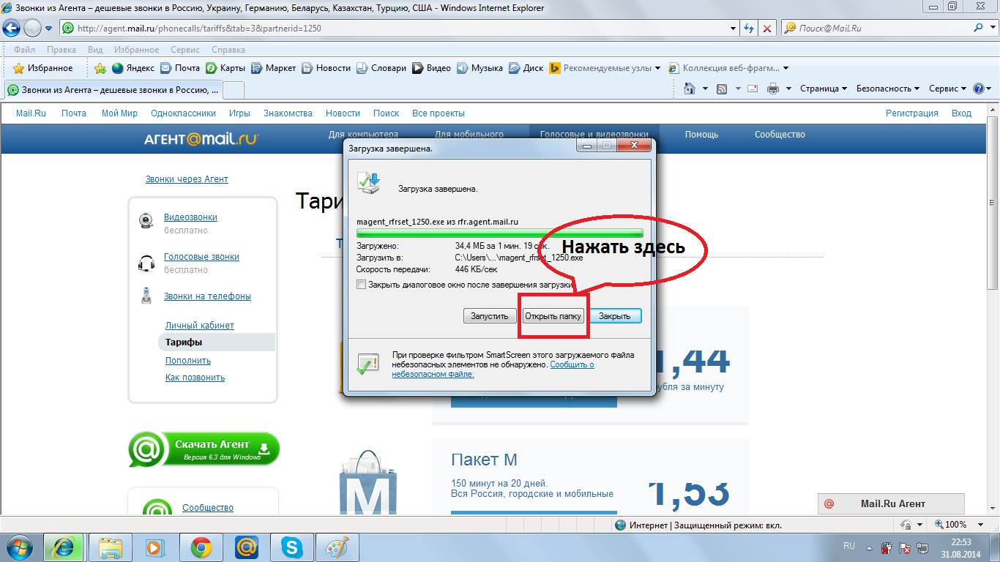 Звонки из Агента – дешевые звонки в Россию, Украину, Германию, Беларусь, Казахстан, Турцию, США - Windows Internet Explorer
http://agent.mail.ru/phonecalls/tariffs&tab=3&partnerid=1250
Поиск@Mail.Ru
Файл Правка Вид Избранное Сервис Справка
Избранное Яндекс Почта Карты Маркет Новости Словари Видео Музыка Диск Рекомендуемые узлы Коллекция веб-фрагм...
Звонки из Агента – дешевые звонки в Россию, ...
Страница Безопасность Сервис
Mail.Ru Почта Мой Мир Одноклассники Игры Знакомства Новости Поиск Все проекты Регистрация Вход
АГЕНТ@mail.ru Для компьютера Для мобильного Голосовые и видеозвонки Помощь Сообщество
Звонки через Агент
Видеозвонки
бесплатно
Голосовые звонки
бесплатно
Звонки на телефоны
Личный кабинет
Тарифы
Пополнить
Как позвонить
Скачать Агент
Версия 6.3 для Windows
Сообщество
Загрузка завершена.
Загрузка завершена.
magent_rfrset_1250.exe из rfr.agent.mail.ru
Загружено: 34,4 МБ за 1 мин. 19 сек.
Загрузить в: C:\Users\...\magent_rfrset_1250.exe
Скорость передачи: 446 КБ/сек
Закрыть диалоговое окно после завершения загрузки
Нажать здесь
Запустить Открыть папку Закрыть
При проверке фильтром SmartScreen этого загружаемого файла
небезопасных элементов не обнаружено. Сообщить о
небезопасном файле.
1,44
рубля за минуту
М
Пакет M
150 минут на 20 дней.
Вся Россия, городские и мобильные
1,53
Mail.Ru Агент
Интернет | Защищенный режим: вкл.
100%
RU
22:53
31.08.2014